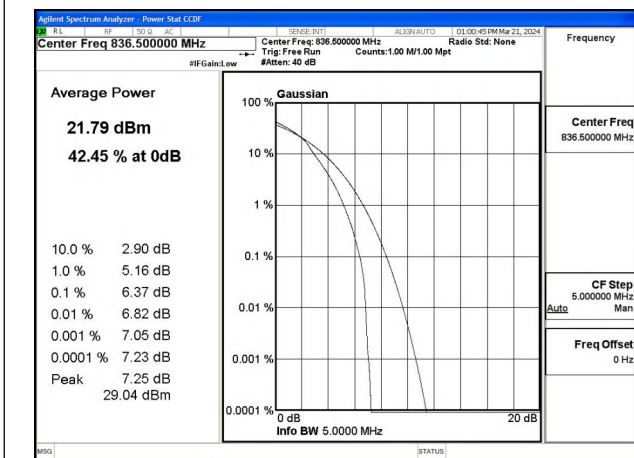 Agilent Spectrum Analyzer - Power Stat CCDF
RL RF 50 Ω AC SENSE:INT ALIGNAUTO 01:00:45 PM Mar 21, 2024
Center Freq 836.500000 MHz
Center Freq: 836.500000 MHz Radio Std: None
Trig: Free Run Counts:1.00 M/1.00 Mpt
#IFGain:Low #Atten: 40 dB
Frequency
Average Power
21.79 dBm
42.45 % at 0dB
10.0 % 2.90 dB
1.0 % 5.16 dB
0.1 % 6.37 dB
0.01 % 6.82 dB
0.001 % 7.05 dB
0.0001 % 7.23 dB
Peak 7.25 dB
29.04 dBm
Gaussian
100 %
10 %
1 %
0.1 %
0.01 %
0.001 %
0.0001 %
0 dB 20 dB
Info BW 5.0000 MHz
Center Freq
836.500000 MHz
CF Step
5.000000 MHz
Auto Man
Freq Offset
0 Hz
MSG STATUS